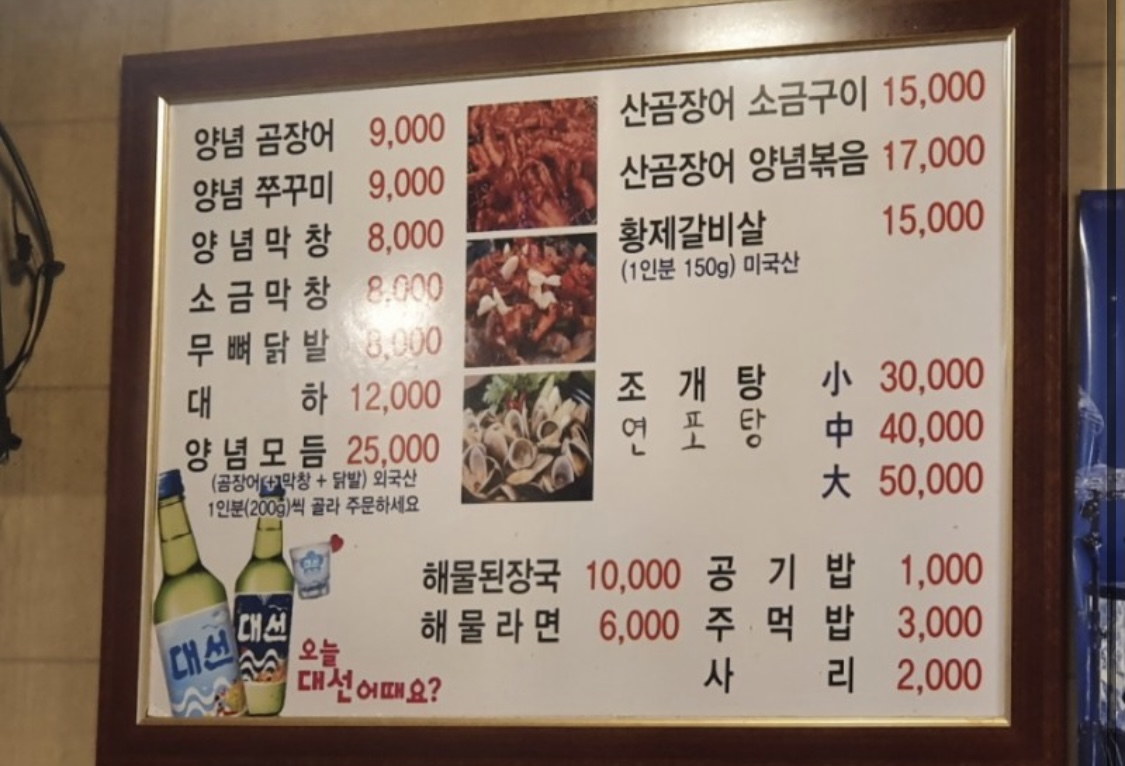 양념 곰장어 9,000
양념 쭈꾸미 9,000
양념막창 8,000
소금막창 8,000
무뼈닭발 8,000
대하 12,000
양념모듬 25,000
(곰장어+막창+닭발) 외국산
1인분(200g)씩 골라 주문하세요
산곰장어 소금구이 15,000
산곰장어 양념볶음 17,000
황제갈비살 15,000
(1인분 150g) 미국산
조개탕 小 30,000
연포탕 中 40,000
大 50,000
해물된장국 10,000
해물라면 6,000
공기밥 1,000
주먹밥 3,000
사리 2,000
대선
대선
오늘
대선 어때요?